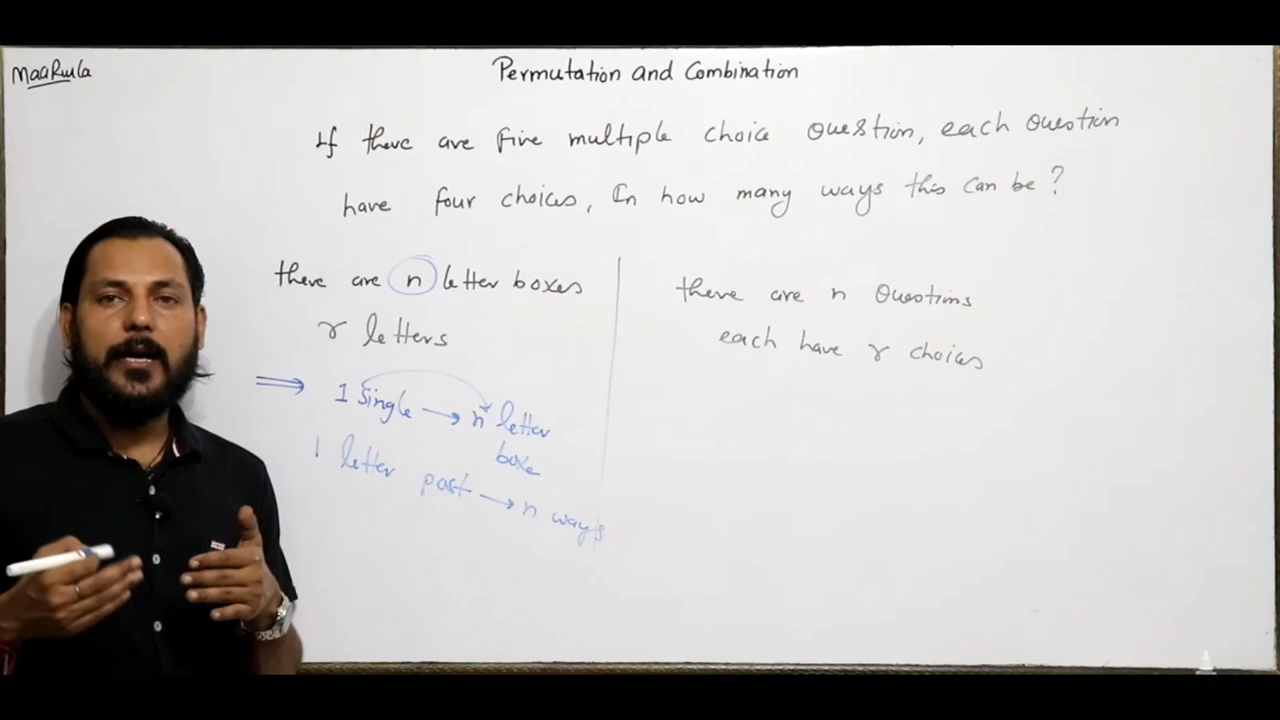 MaaRula
Permutation and Combination
If there are five multiple choice Question, each Question
have four choices, In how many ways this can be?
there are n letter boxes
r letters
⇒ 1 Single → n letter
boxe
1 letter post → n ways
there are n Questions
each have r choices